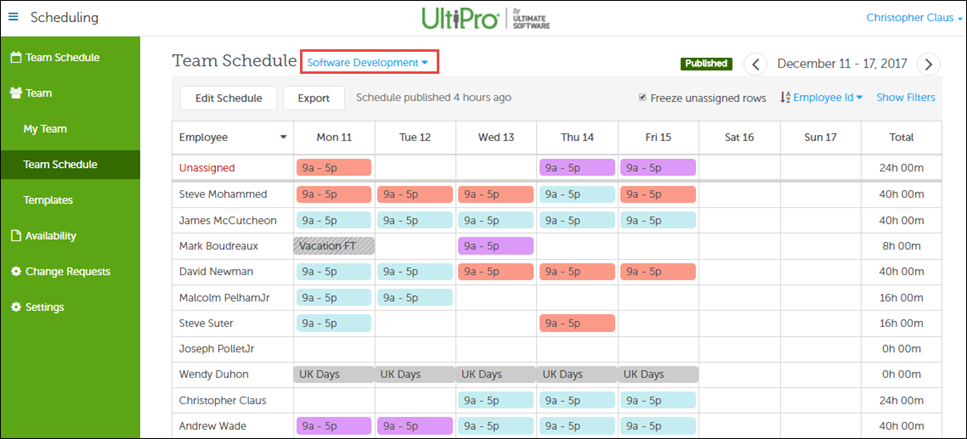 Scheduling
UltiPro® | by ULTIMATE SOFTWARE
Christopher Claus
Team Schedule
Team
My Team
Team Schedule
Templates
Availability
Change Requests
Settings
Team Schedule Software Development
Published December 11 - 17, 2017
Edit Schedule Export Schedule published 4 hours ago Freeze unassigned rows Employee Id Show Filters
Employee Mon 11 Tue 12 Wed 13 Thu 14 Fri 15 Sat 16 Sun 17 Total
Unassigned 9a - 5p 9a - 5p 9a - 5p 24h 00m
Steve Mohammed 9a - 5p 9a - 5p 9a - 5p 9a - 5p 9a - 5p 40h 00m
James McCutcheon 9a - 5p 9a - 5p 9a - 5p 9a - 5p 9a - 5p 40h 00m
Mark Boudreaux Vacation FT 9a - 5p 8h 00m
David Newman 9a - 5p 9a - 5p 9a - 5p 9a - 5p 9a - 5p 40h 00m
Malcolm PelhamJr 9a - 5p 9a - 5p 16h 00m
Steve Suter 9a - 5p 9a - 5p 16h 00m
Joseph PolletJr 0h 00m
Wendy Duhon UK Days UK Days UK Days UK Days UK Days 0h 00m
Christopher Claus 9a - 5p 9a - 5p 9a - 5p 24h 00m
Andrew Wade 9a - 5p 9a - 5p 9a - 5p 9a - 5p 9a - 5p 40h 00m